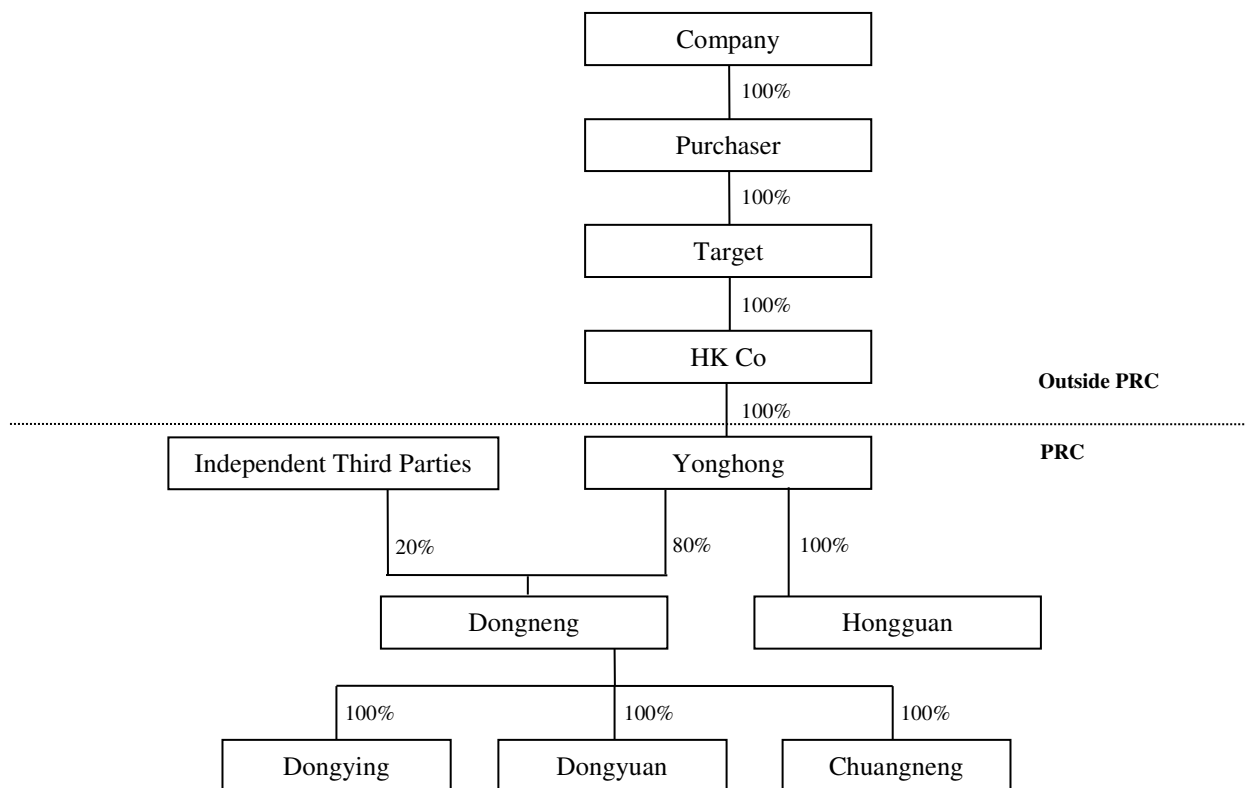 Company
100%
Purchaser
100%
Target
100%
HK Co
Outside PRC
100%
PRC
Independent Third Parties
Yonghong
20%
80%
100%
Dongneng
Hongguan
100%
100%
100%
Dongying
Dongyuan
Chuangneng